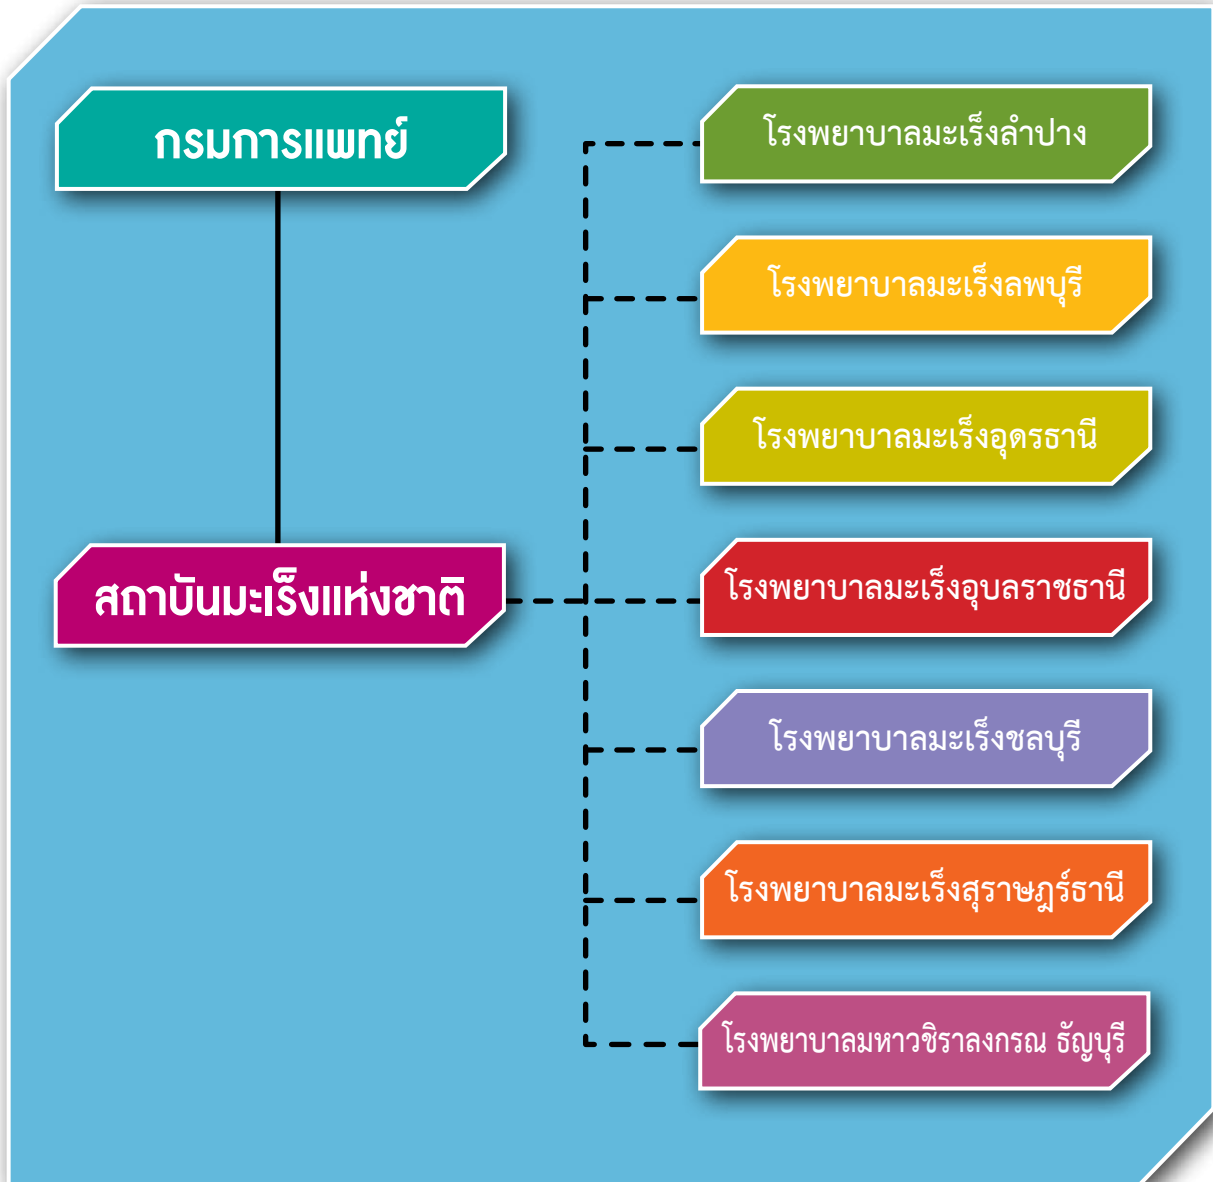 กรมการแพทย์
สถาบันมะเร็งแห่งชาติ
โรงพยาบาลมะเร็งลำปาง
โรงพยาบาลมะเร็งลพบุรี
โรงพยาบาลมะเร็งอุดรธานี
โรงพยาบาลมะเร็งอุบลราชธานี
โรงพยาบาลมะเร็งชลบุรี
โรงพยาบาลมะเร็งสุราษฎร์ธานี
โรงพยาบาลมหาวชิราลงกรณ ธัญบุรี